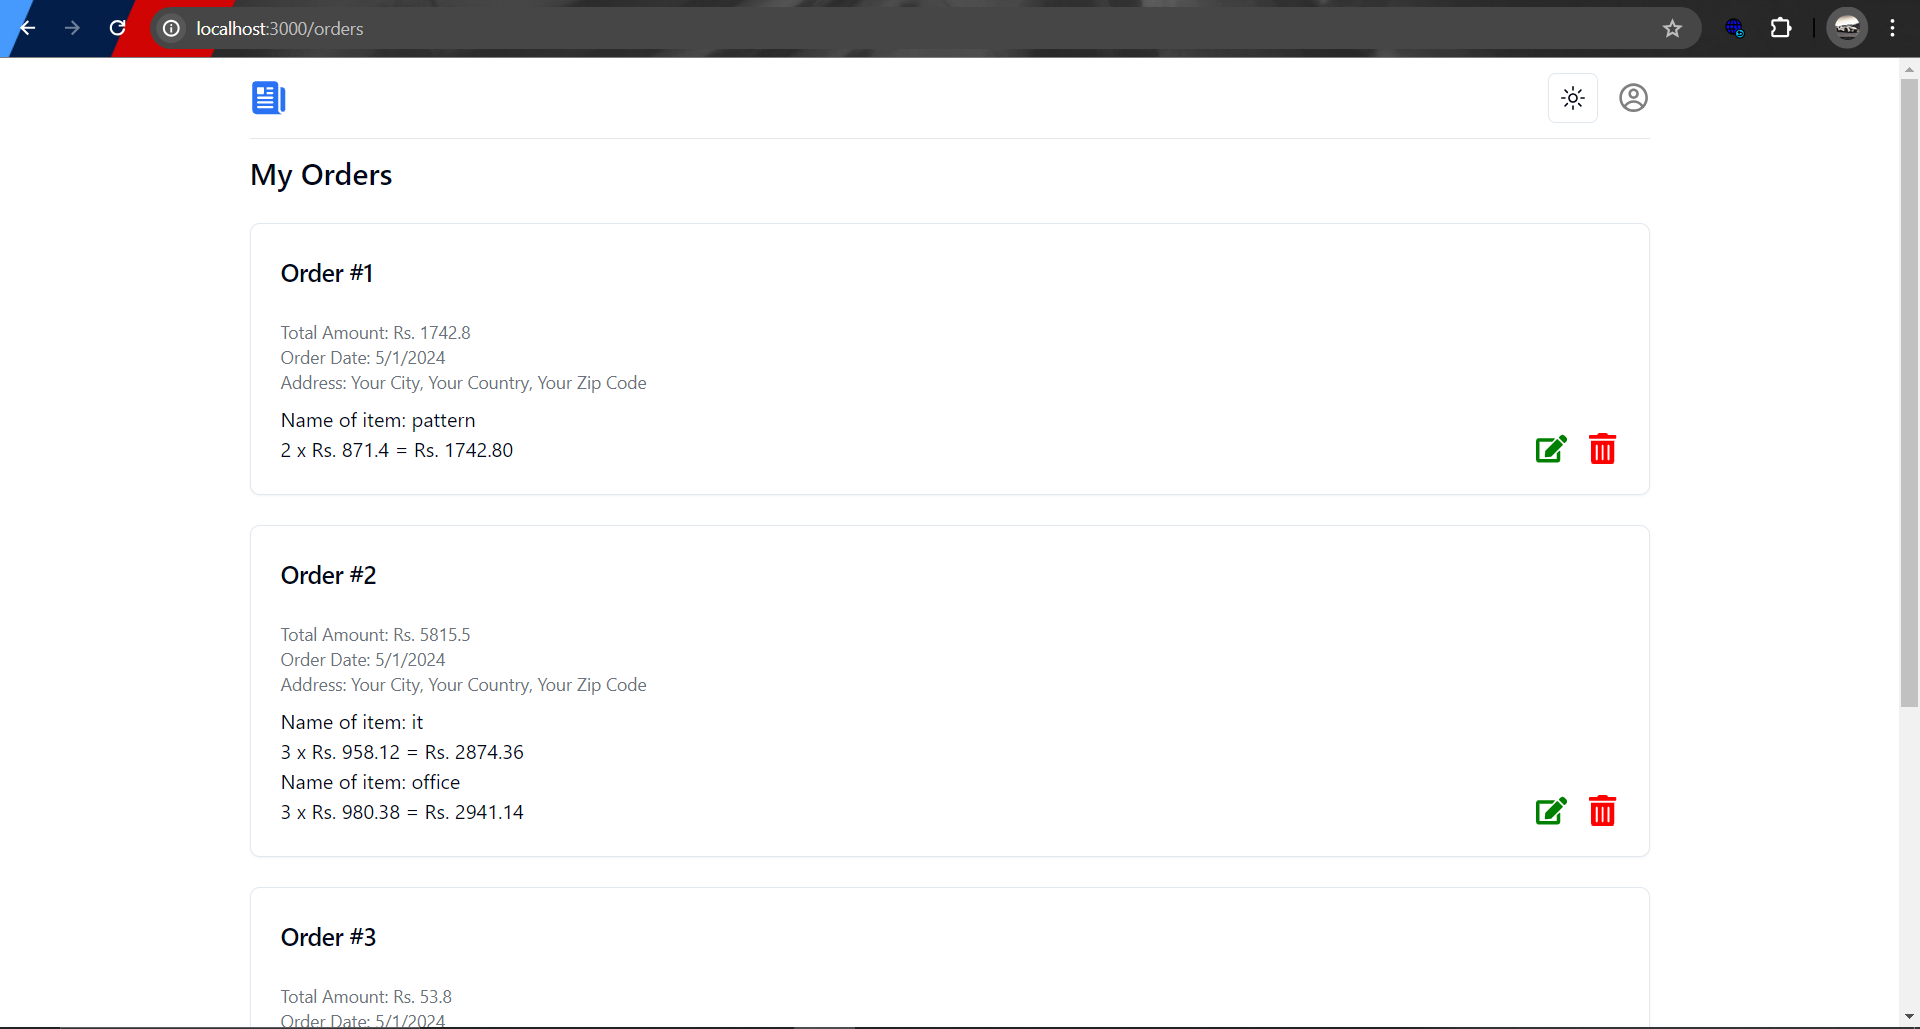 localhost:3000/orders
My Orders
Order #1
Total Amount: Rs. 1742.8
Order Date: 5/1/2024
Address: Your City, Your Country, Your Zip Code
Name of item: pattern
2 x Rs. 871.4 = Rs. 1742.80
Order #2
Total Amount: Rs. 5815.5
Order Date: 5/1/2024
Address: Your City, Your Country, Your Zip Code
Name of item: it
3 x Rs. 958.12 = Rs. 2874.36
Name of item: office
3 x Rs. 980.38 = Rs. 2941.14
Order #3
Total Amount: Rs. 53.8
Order Date: 5/1/2024